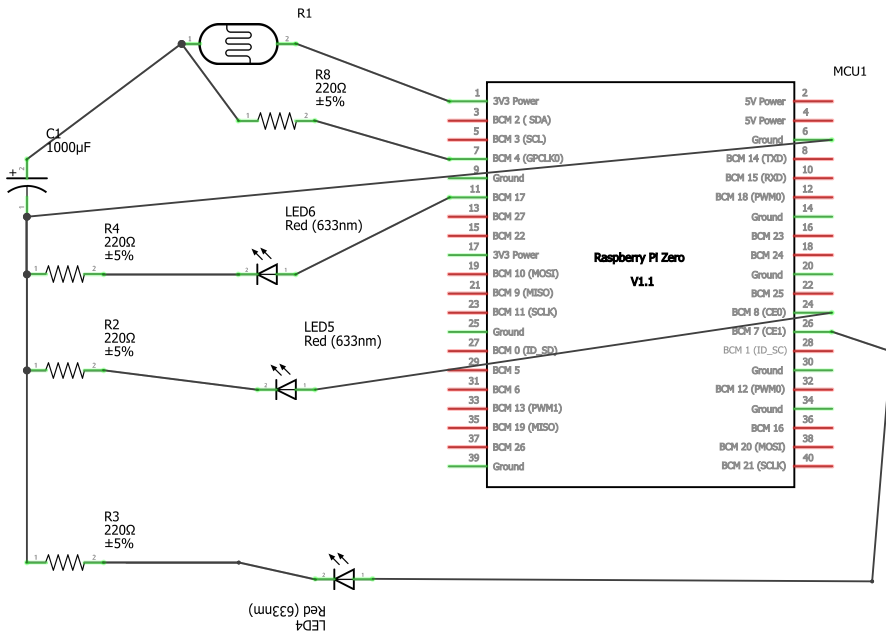 R1
R8
220Ω
±5%
MCU1
C1
1000μF
R4
220Ω
±5%
LED6
Red (633nm)
R2
220Ω
±5%
LED5
Red (633nm)
R3
220Ω
±5%
LED4
Red (633nm)
Raspberry Pi Zero
V1.1
1 3V3 Power
3 BCM 2 ( SDA)
5 BCM 3 (SCL)
7 BCM 4 (GPCLK0)
9 Ground
11 BCM 17
13 BCM 27
15 BCM 22
17 3V3 Power
19 BCM 10 (MOSI)
21 BCM 9 (MISO)
23 BCM 11 (SCLK)
25 Ground
27 BCM 0 (ID_SD)
29 BCM 5
31 BCM 6
33 BCM 13 (PWM1)
35 BCM 19 (MISO)
37 BCM 26
39 Ground
5V Power 2
5V Power 4
Ground 6
BCM 14 (TXD) 8
BCM 15 (RXD) 10
BCM 18 (PWM0) 12
Ground 14
BCM 23 16
BCM 24 18
Ground 20
BCM 25 22
BCM 8 (CE0) 24
BCM 7 (CE1) 26
BCM 1 (ID_SC) 28
Ground 30
BCM 12 (PWM0) 32
Ground 34
BCM 16 36
BCM 20 (MOSI) 38
BCM 21 (SCLK) 40
1 2
1 2
+ 2
1
1 2
2 1
1 2
2 1
1 2
2 1